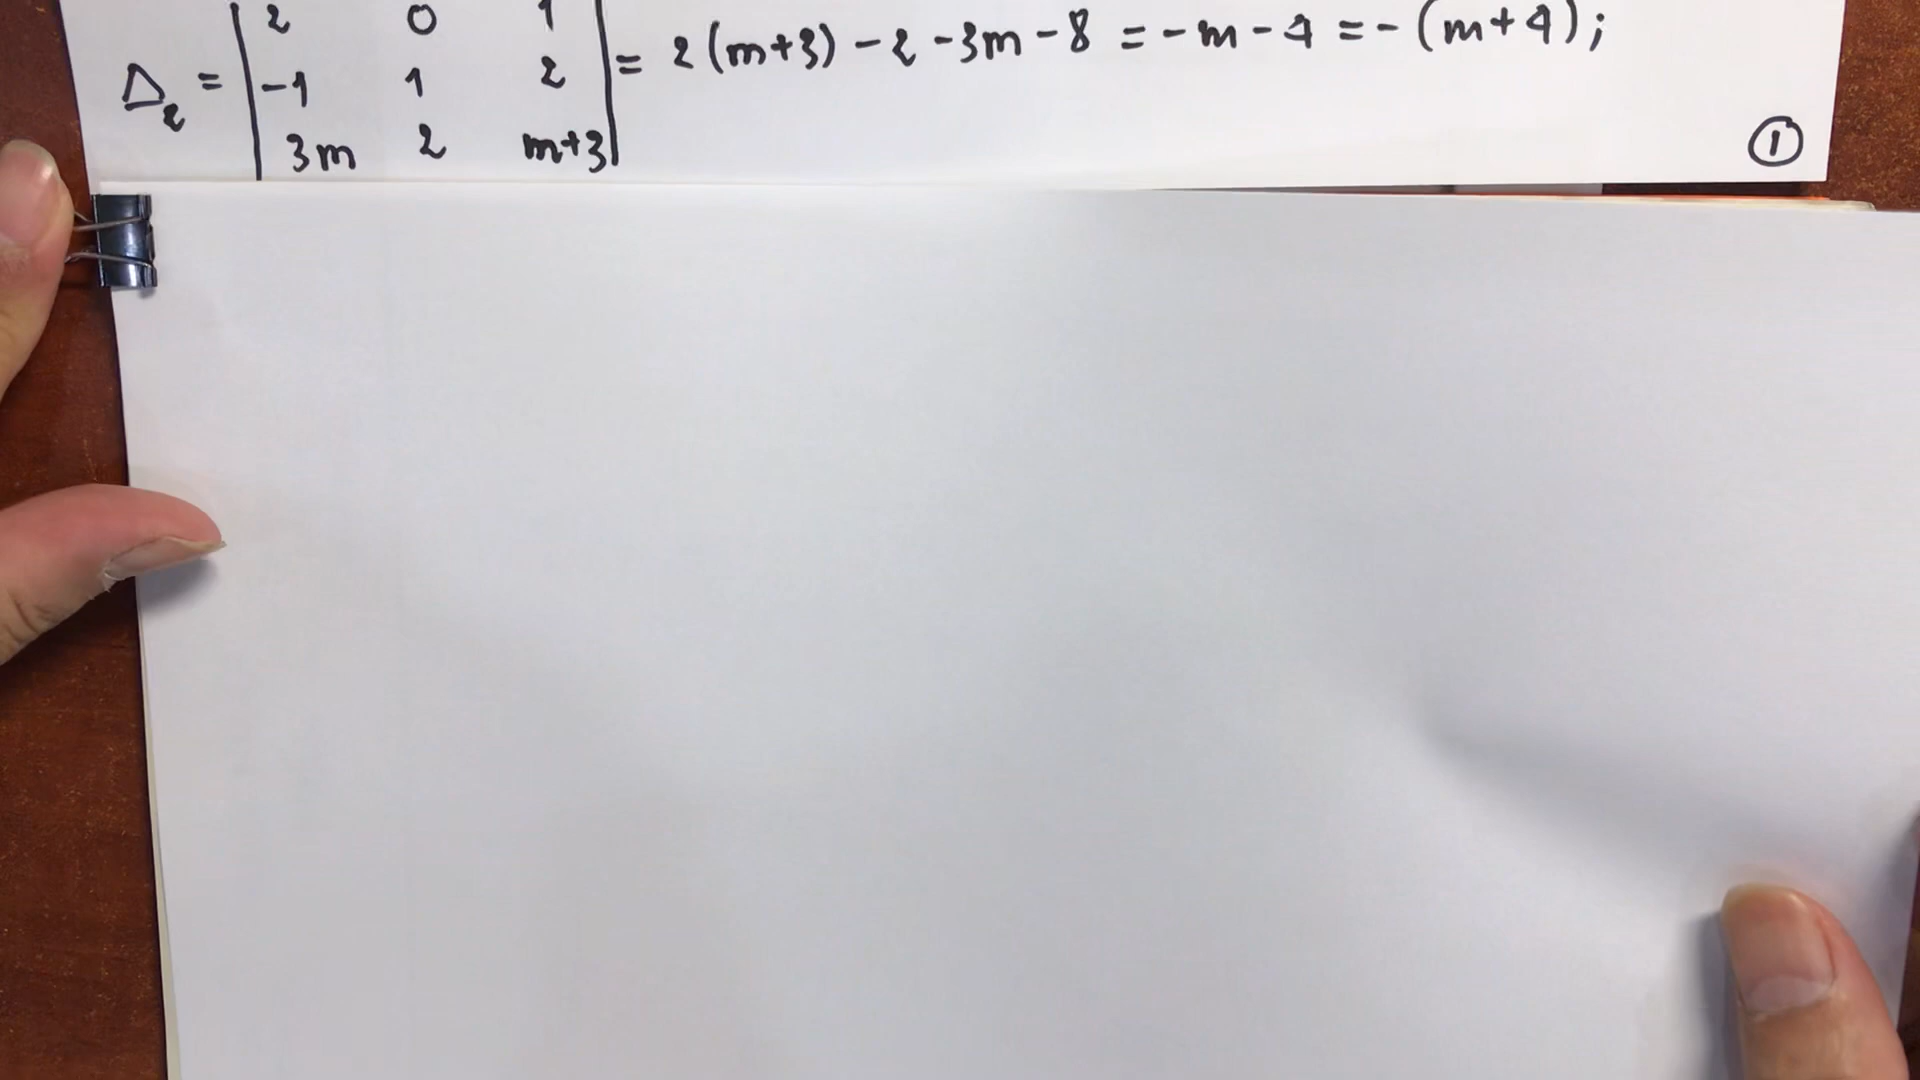 Δ₂ = | 2 0 1 | = 2(m+3) - 2 - 3m - 8 = -m - 4 = -(m+4);
| -1 1 2 |
| 3m 2 m+3 |
①